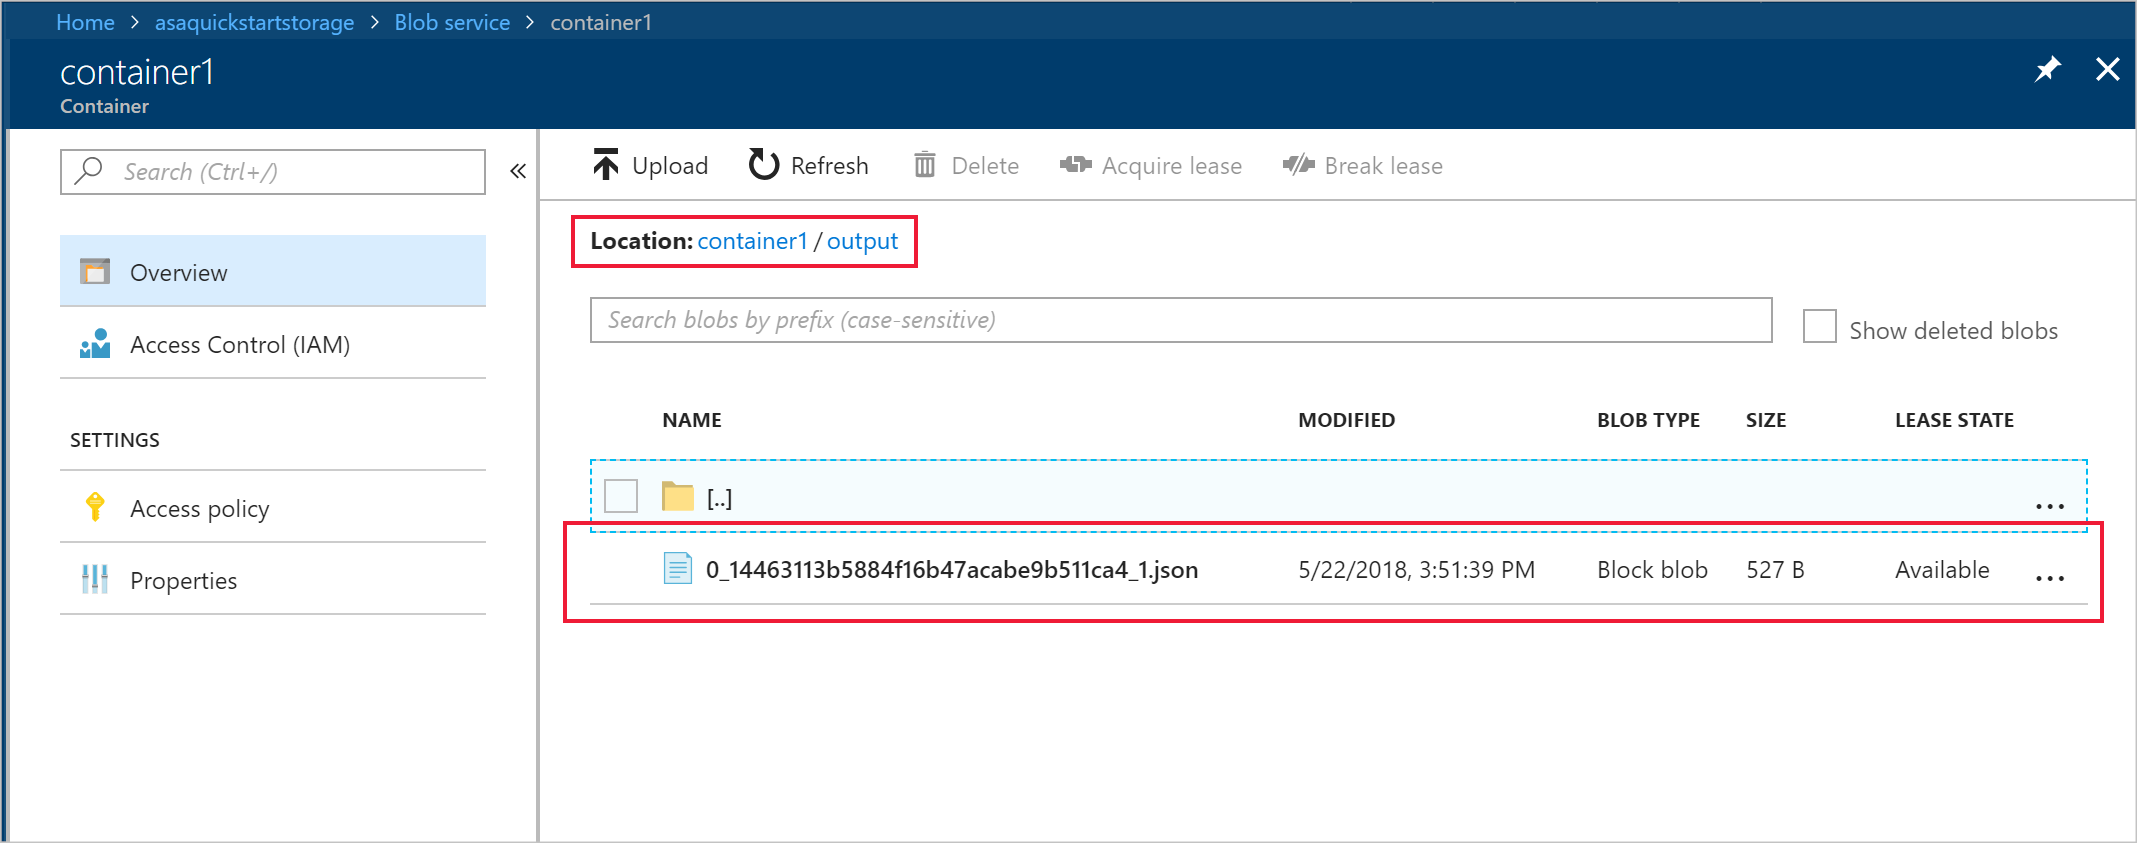 Home > asaquickstartstorage > Blob service > container1
container1
Container
Search (Ctrl+/)
«
Overview
Access Control (IAM)
SETTINGS
Access policy
Properties
Upload Refresh Delete Acquire lease Break lease
Location: container1 / output
Search blobs by prefix (case-sensitive)
Show deleted blobs
NAME MODIFIED BLOB TYPE SIZE LEASE STATE
[..] ...
0_14463113b5884f16b47acabe9b511ca4_1.json 5/22/2018, 3:51:39 PM Block blob 527 B Available ...